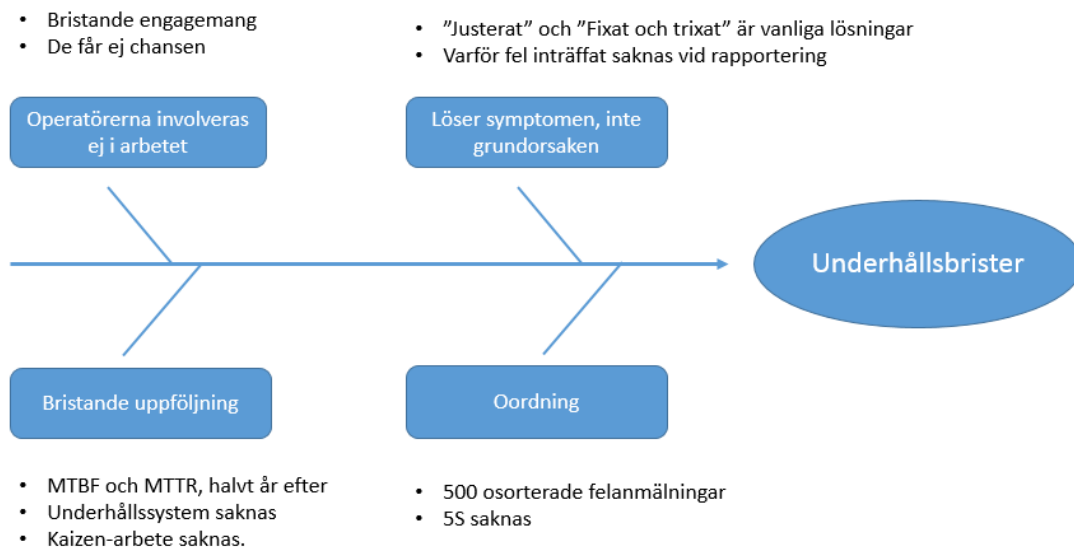 • Bristande engagemang
• De får ej chansen
• ”Justerat” och ”Fixat och trixat” är vanliga lösningar
• Varför fel inträffat saknas vid rapportering
Operatörerna involveras
ej i arbetet
Löser symptomen, inte
grundorsaken
Underhållsbrister
Bristande uppföljning
Oordning
• MTBF och MTTR, halvt år efter
• Underhållssystem saknas
• Kaizen-arbete saknas.
• 500 osorterade felanmälningar
• 5S saknas